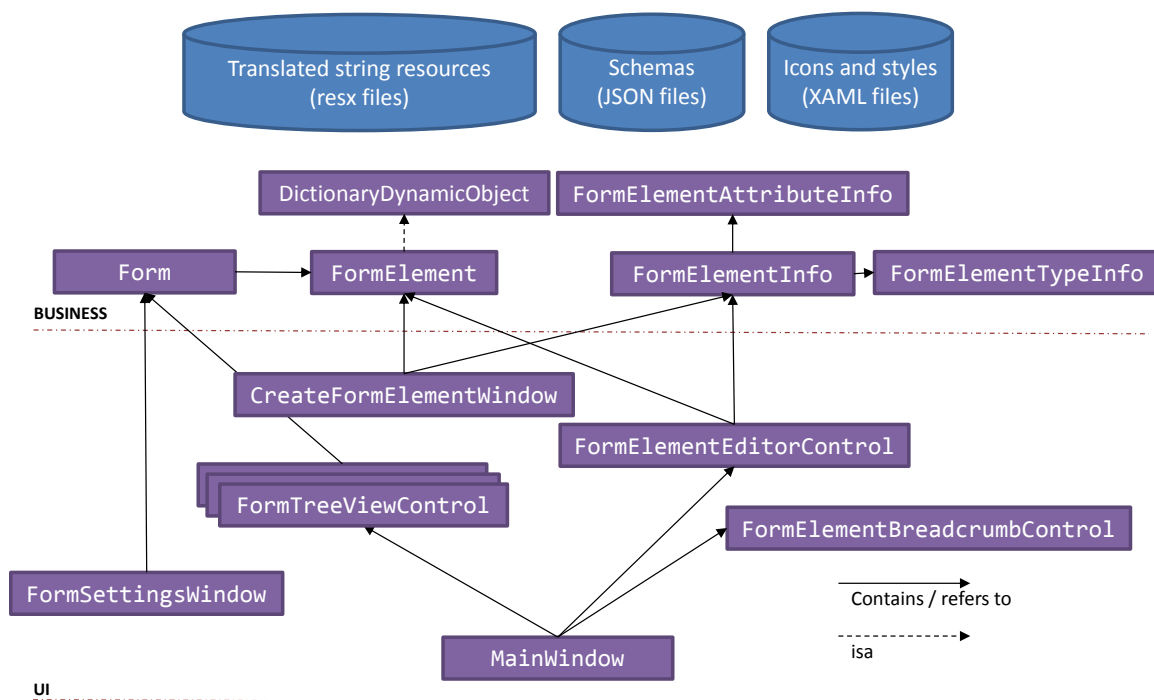 Translated string resources
(resx files)
Schemas
(JSON files)
Icons and styles
(XAML files)
DictionaryDynamicObject
FormElementAttributeInfo
Form
FormElement
FormElementInfo
FormElementTypeInfo
BUSINESS
CreateFormElementWindow
FormElementEditorControl
FormTreeViewControl
FormElementBreadcrumbControl
FormSettingsWindow
Contains / refers to
MainWindow
isa
UI